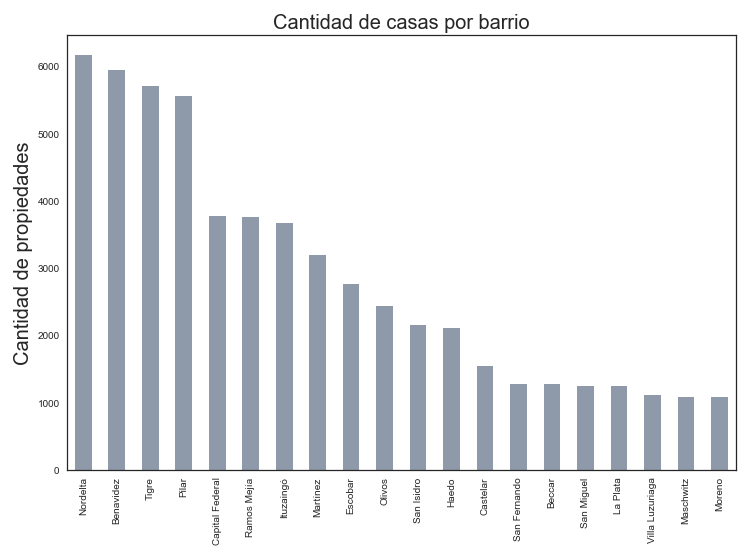 Cantidad de casas por barrio
Cantidad de propiedades
6000
5000
4000
3000
2000
1000
0
Nordelta
Benavidez
Tigre
Pilar
Capital Federal
Ramos Mejia
Ituzaingó
Martínez
Escobar
Olivos
San Isidro
Haedo
Castelar
San Fernando
Beccar
San Miguel
La Plata
Villa Luzuriaga
Maschwitz
Moreno